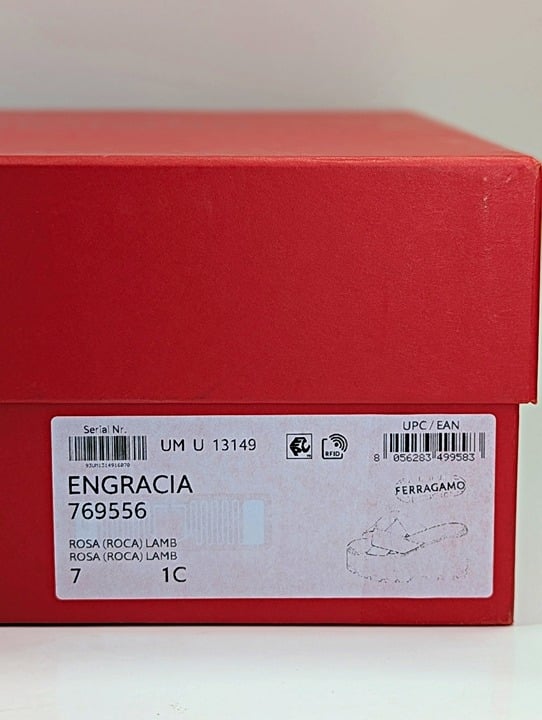 Serial Nr.
UM U 13149
UPC/EAN
8 056283 499583
ENGRACIA
769556
FERRAGAMO
RFID
ROSA (ROCA) LAMB
ROSA (ROCA) LAMB
7 1C